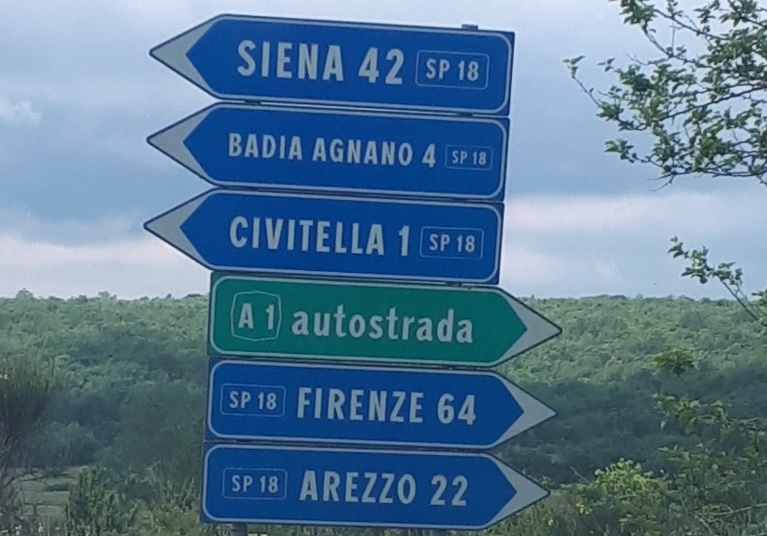 SIENA 42 SP 18
BADIA AGNANO 4 SP 18
CIVITELLA 1 SP 18
A 1 autostrada
SP 18 FIRENZE 64
SP 18 AREZZO 22